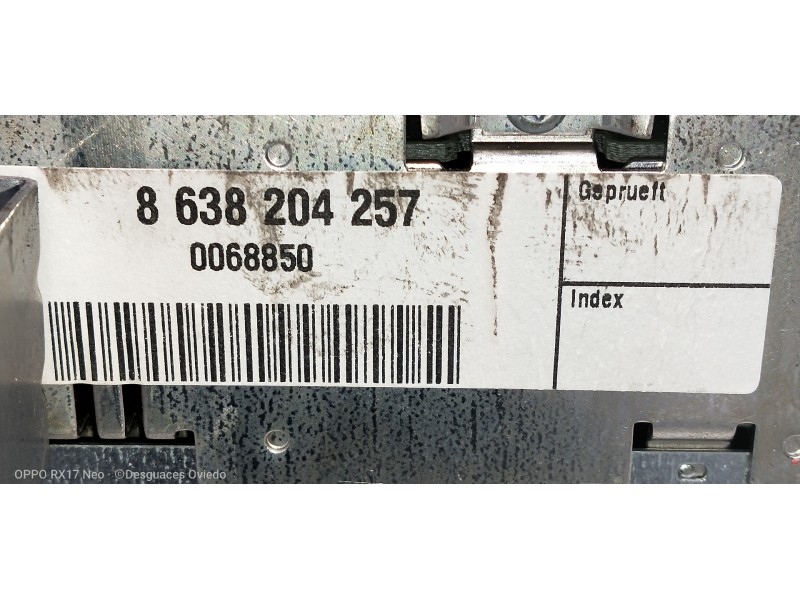 8 638 204 257
0068850
Geprueft
Index
OPPO RX17 Neo · ©Desguaces Oviedo